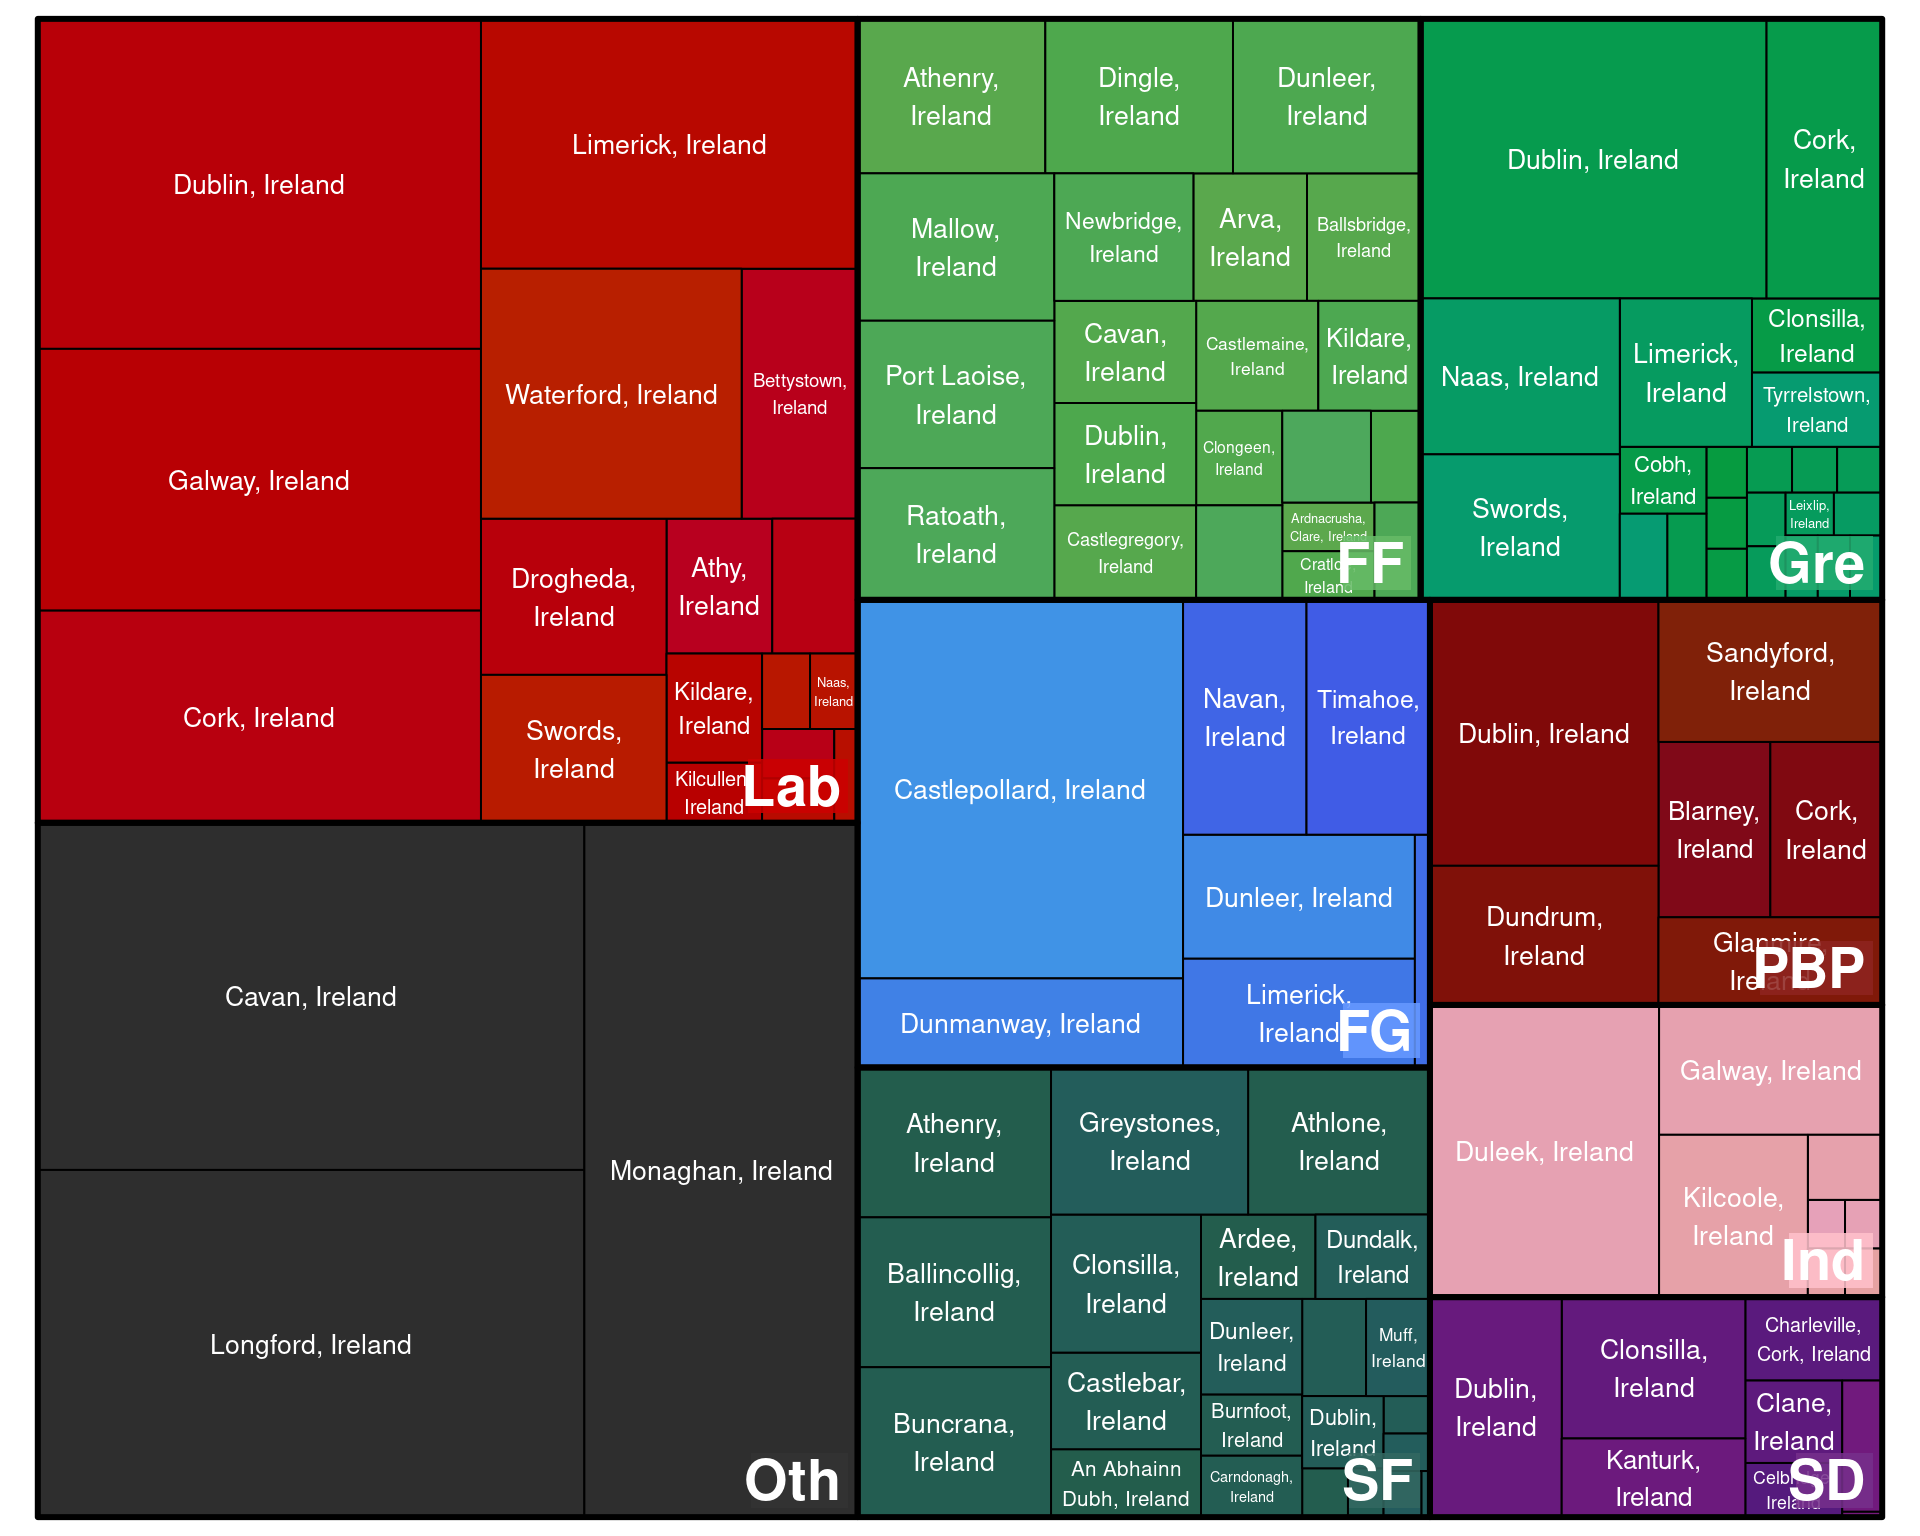 Dublin, Ireland
Limerick, Ireland
Galway, Ireland
Waterford, Ireland
Bettystown,
Ireland
Cork, Ireland
Drogheda,
Ireland
Athy,
Ireland
Swords,
Ireland
Kildare,
Ireland
Naas,
Ireland
Kilcullen,
Ireland
Lab
Cavan, Ireland
Longford, Ireland
Monaghan, Ireland
Oth
Athenry,
Ireland
Dingle,
Ireland
Dunleer,
Ireland
Mallow,
Ireland
Newbridge,
Ireland
Arva,
Ireland
Ballsbridge,
Ireland
Port Laoise,
Ireland
Cavan,
Ireland
Castlemaine,
Ireland
Kildare,
Ireland
Dublin,
Ireland
Clongeen,
Ireland
Ratoath,
Ireland
Castlegregory,
Ireland
Ardnacrusha,
Clare, Ireland
Cratloe,
Ireland
FF
Dublin, Ireland
Cork,
Ireland
Naas, Ireland
Limerick,
Ireland
Clonsilla,
Ireland
Tyrrelstown,
Ireland
Swords,
Ireland
Cobh,
Ireland
Leixlip,
Ireland
Gre
Castlepollard, Ireland
Navan,
Ireland
Timahoe,
Ireland
Dunleer, Ireland
Dunmanway, Ireland
Limerick,
Ireland
FG
Dublin, Ireland
Sandyford,
Ireland
Blarney,
Ireland
Cork,
Ireland
Dundrum,
Ireland
Glanmire,
Ireland
PBP
Athenry,
Ireland
Greystones,
Ireland
Athlone,
Ireland
Ballincollig,
Ireland
Clonsilla,
Ireland
Ardee,
Ireland
Dundalk,
Ireland
Dunleer,
Ireland
Muff,
Ireland
Castlebar,
Ireland
Burnfoot,
Ireland
Dublin,
Ireland
Buncrana,
Ireland
An Abhainn
Dubh, Ireland
Carndonagh,
Ireland
SF
Duleek, Ireland
Galway, Ireland
Kilcoole,
Ireland
Ind
Dublin,
Ireland
Clonsilla,
Ireland
Charleville,
Cork, Ireland
Clane,
Ireland
Kanturk,
Ireland
Ireland
SD